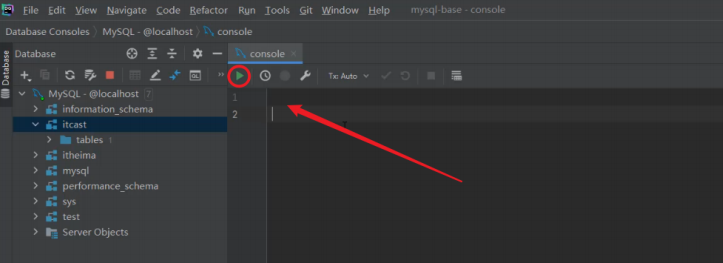 DG File Edit View Navigate Code Refactor Run Tools Git Window Help mysql-base - console
Database Consoles MySQL - @localhost console
Database console
Database
QL Tx: Auto
MySQL - @localhost 7 1
information_schema 2
itcast
tables 1
itheima
mysql
performance_schema
sys
test
Server Objects